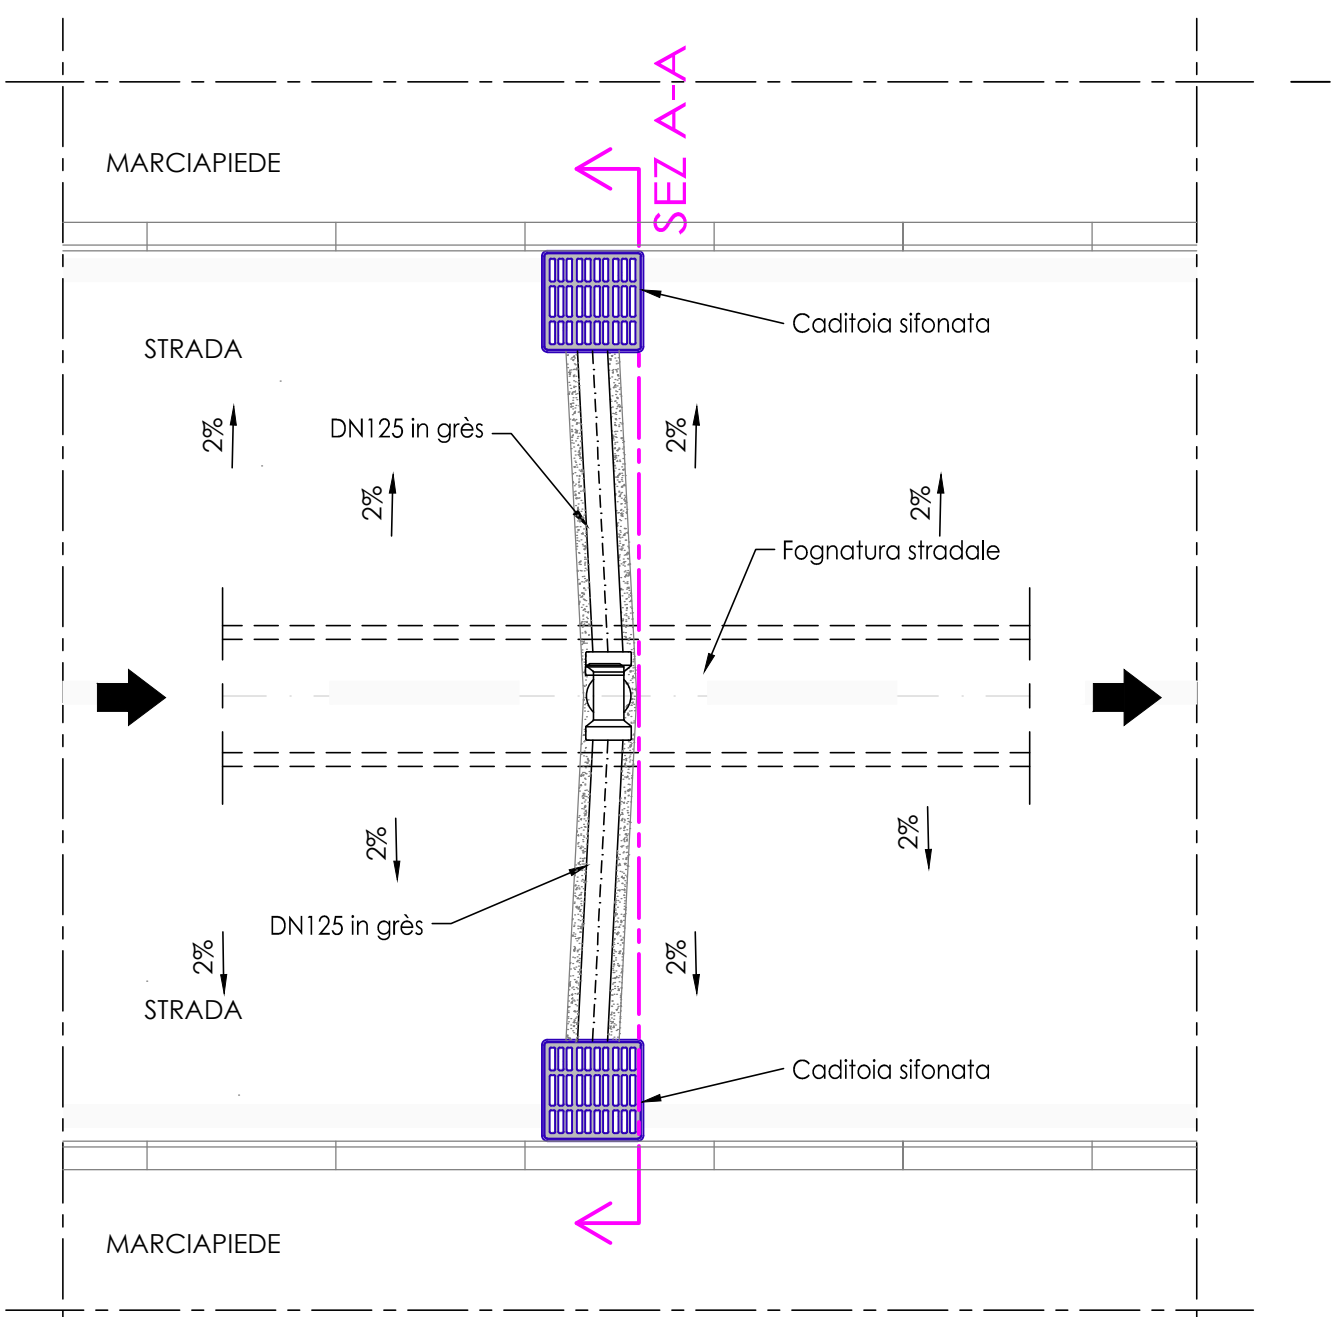 SEZ A-A
MARCIAPIEDE
Caditoia sifonata
STRADA
2%
DN125 in grès
2%
2%
2%
Fognatura stradale
2%
2%
DN125 in grès
2%
2%
STRADA
Caditoia sifonata
MARCIAPIEDE